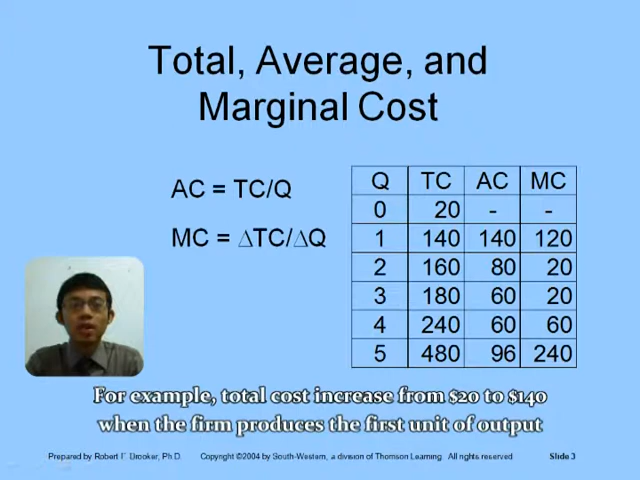 Total, Average, and
Marginal Cost
AC = TC/Q
MC = ∆TC/∆Q
Q TC AC MC
0 20 - -
1 140 140 120
2 160 80 20
3 180 60 20
4 240 60 60
5 480 96 240
For example, total cost increase from $20 to $140
when the firm produces the first unit of output
Prepared by Robert F. Brooker, Ph.D. Copyright ©2004 by South-Western, a division of Thomson Learning. All rights reserved Slide 3